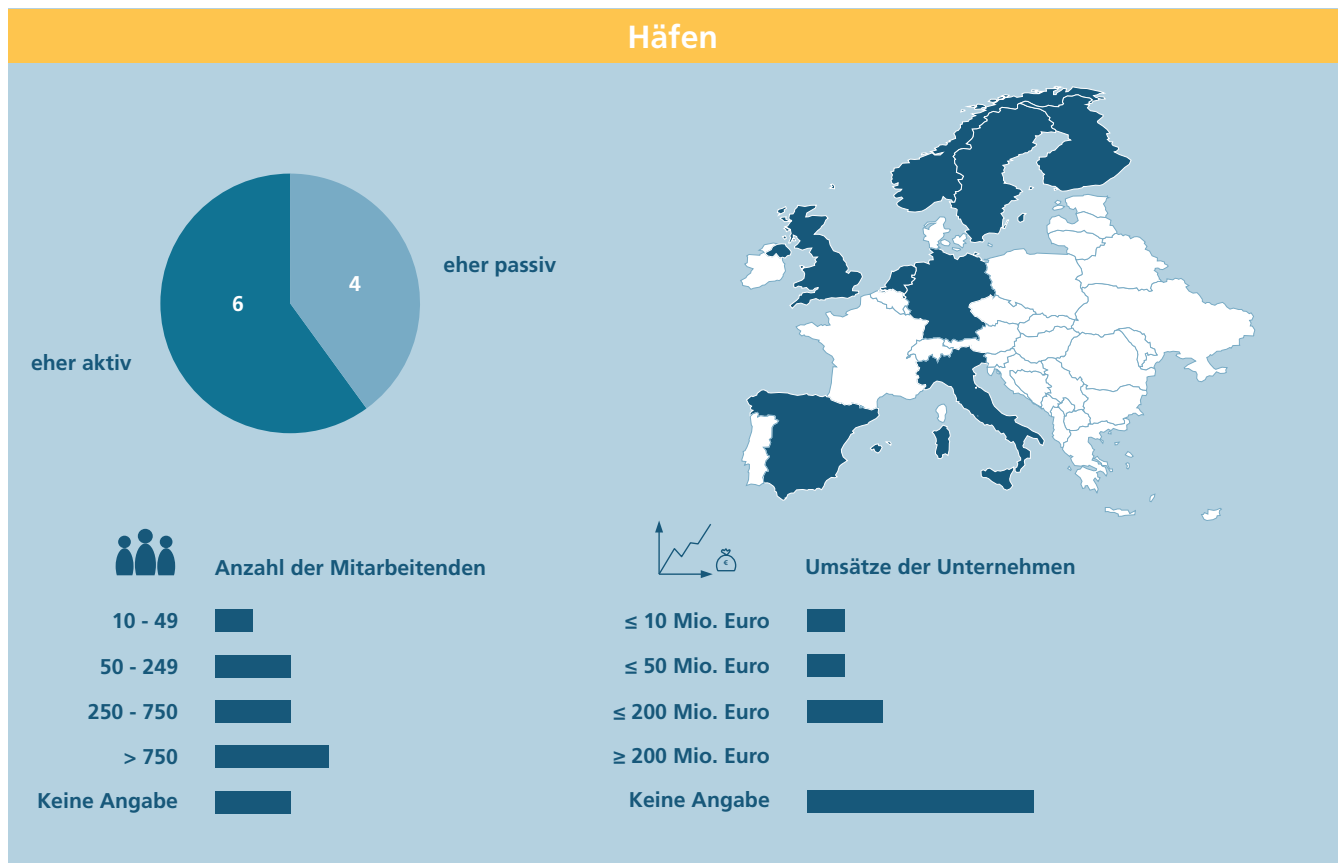 Häfen
6
4
eher passiv
eher aktiv
Anzahl der Mitarbeitenden
10 - 49
50 - 249
250 - 750
> 750
Keine Angabe
€
Umsätze der Unternehmen
≤ 10 Mio. Euro
≤ 50 Mio. Euro
≤ 200 Mio. Euro
≥ 200 Mio. Euro
Keine Angabe